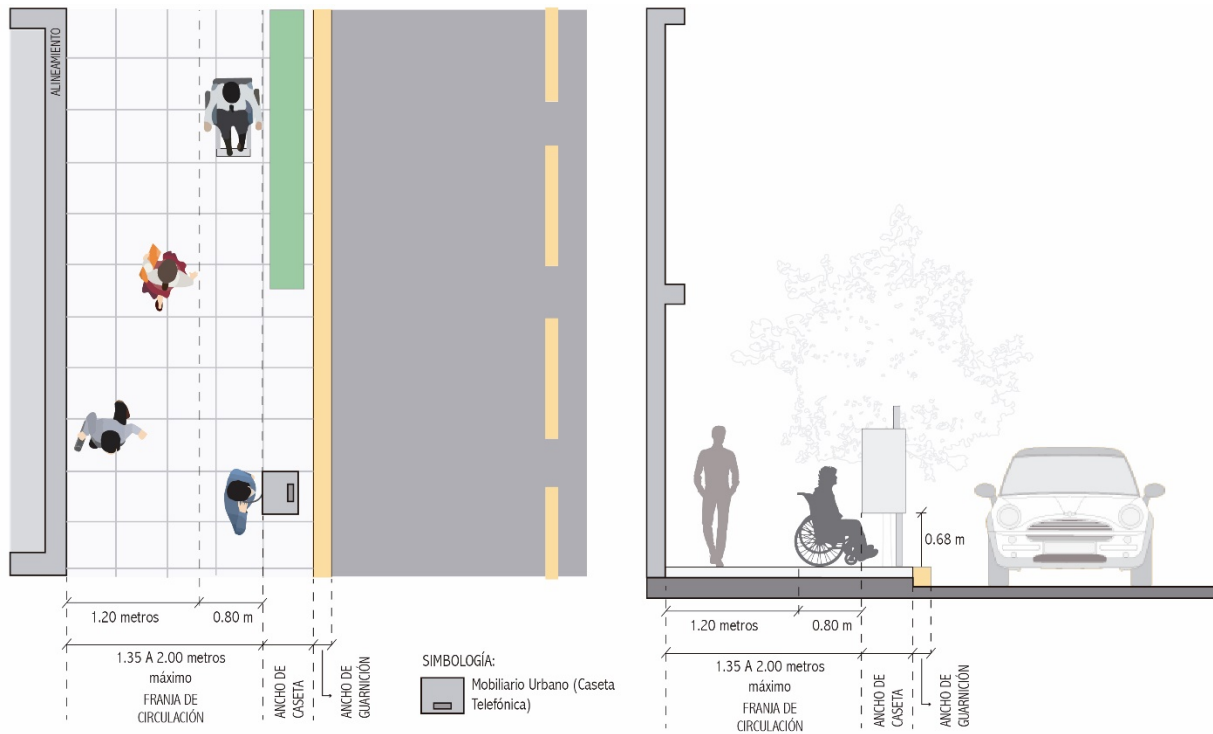 ALINEAMIENTO
1.20 metros
0.80 m
1.35 A 2.00 metros
máximo
FRANJA DE
CIRCULACIÓN
ANCHO DE
CASETA
ANCHO DE
GUARNICIÓN
SIMBOLOGÍA:
Mobiliario Urbano (Caseta
Telefónica)
0.68 m
1.20 metros
0.80 m
1.35 A 2.00 metros
máximo
FRANJA DE
CIRCULACIÓN
ANCHO DE
CASETA
ANCHO DE
GUARNICIÓN